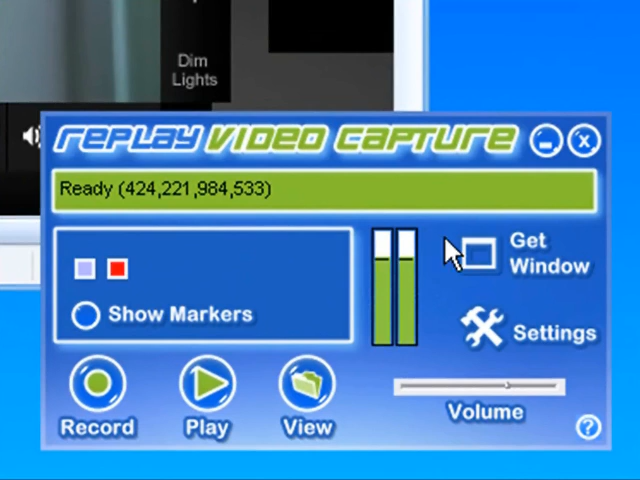 Dim
Lights
REPLAY VIDEO CAPTURE
Ready (424,221,984,533)
Get
Window
Show Markers
Settings
Record
Play
View
Volume
?